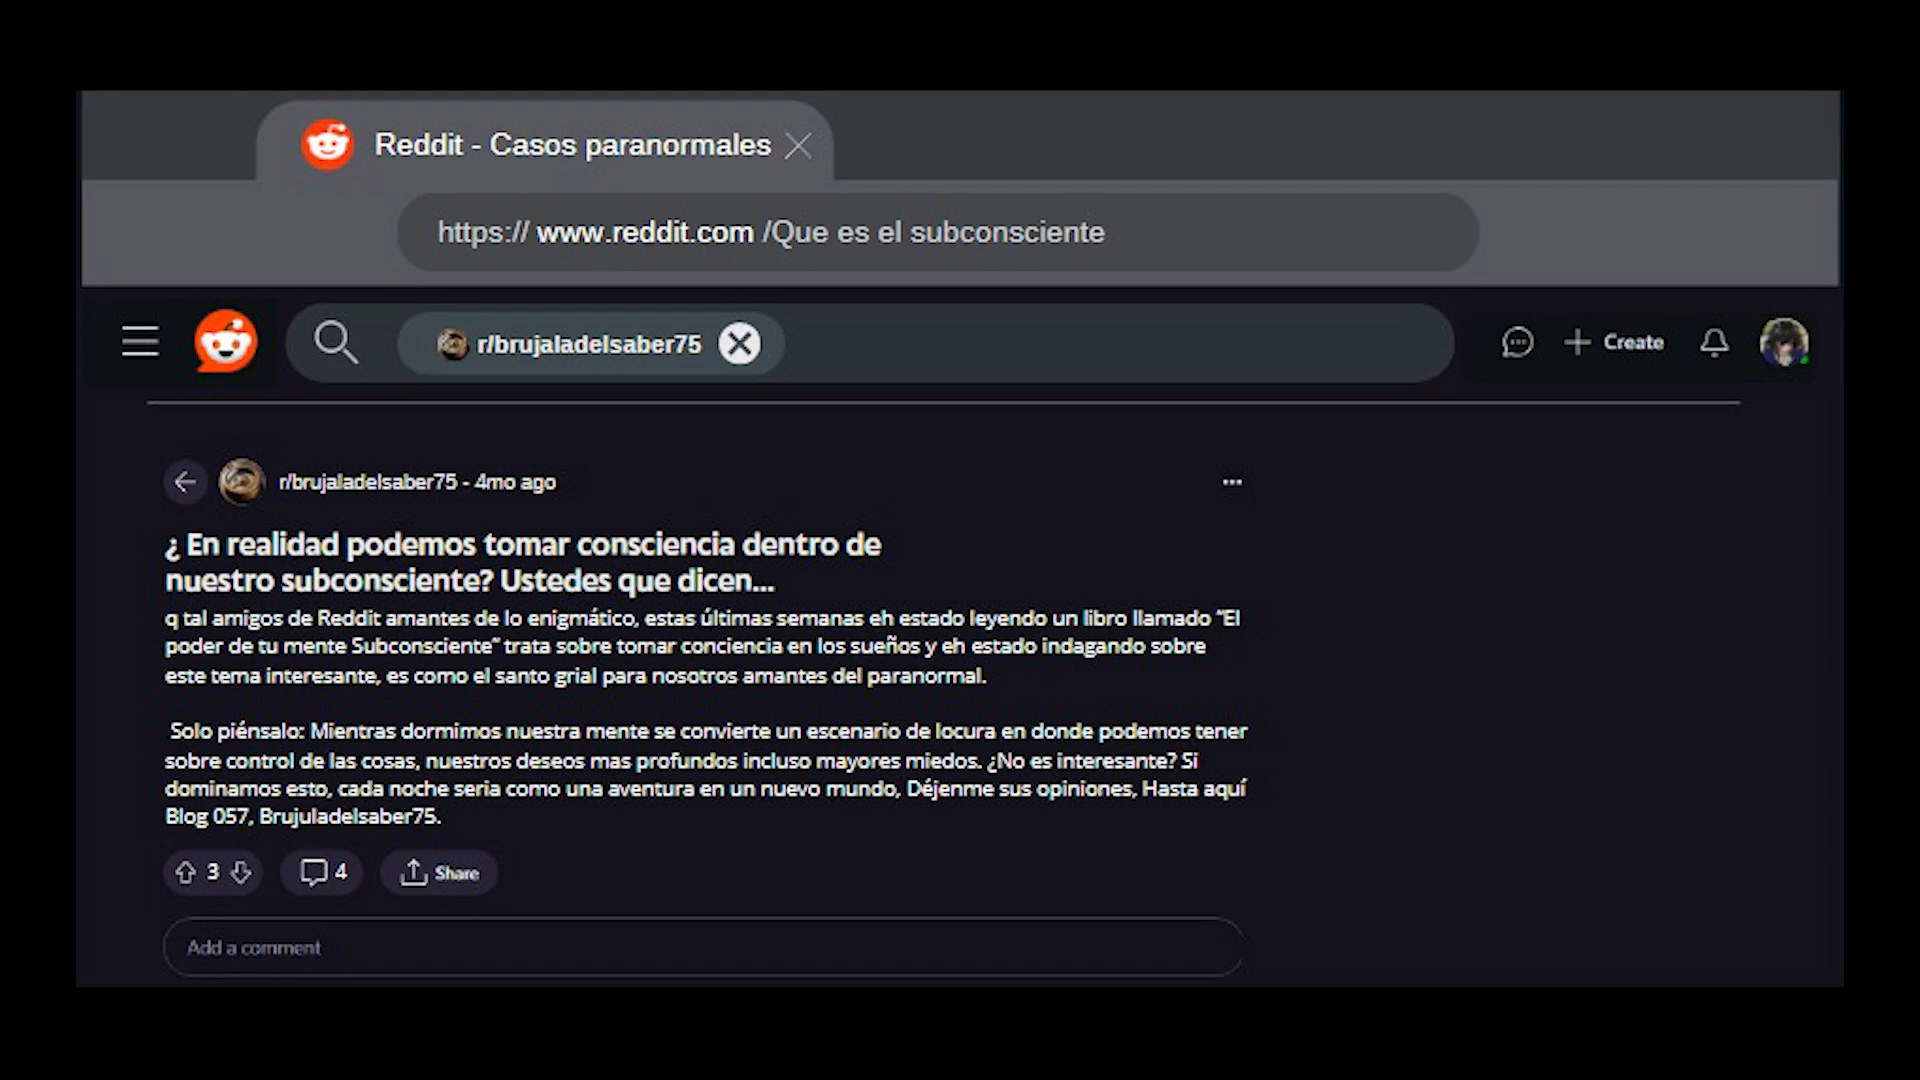 Reddit - Casos paranormales
https:// www.reddit.com /Que es el subconsciente
r/brujaladelsaber75
Create
r/brujaladelsaber75 - 4mo ago
¿ En realidad podemos tomar consciencia dentro de
nuestro subconsciente? Ustedes que dicen...
q tal amigos de Reddit amantes de lo enigmático, estas últimas semanas eh estado leyendo un libro llamado “El
poder de tu mente Subconsciente” trata sobre tomar conciencia en los sueños y eh estado indagando sobre
este tema interesante, es como el santo grial para nosotros amantes del paranormal.
Solo piénsalo: Mientras dormimos nuestra mente se convierte un escenario de locura en donde podemos tener
sobre control de las cosas, nuestros deseos mas profundos incluso mayores miedos. ¿No es interesante? Si
dominamos esto, cada noche seria como una aventura en un nuevo mundo, Déjenme sus opiniones, Hasta aquí
Blog 057, Brujuladelsaber75.
3 4 Share
Add a comment